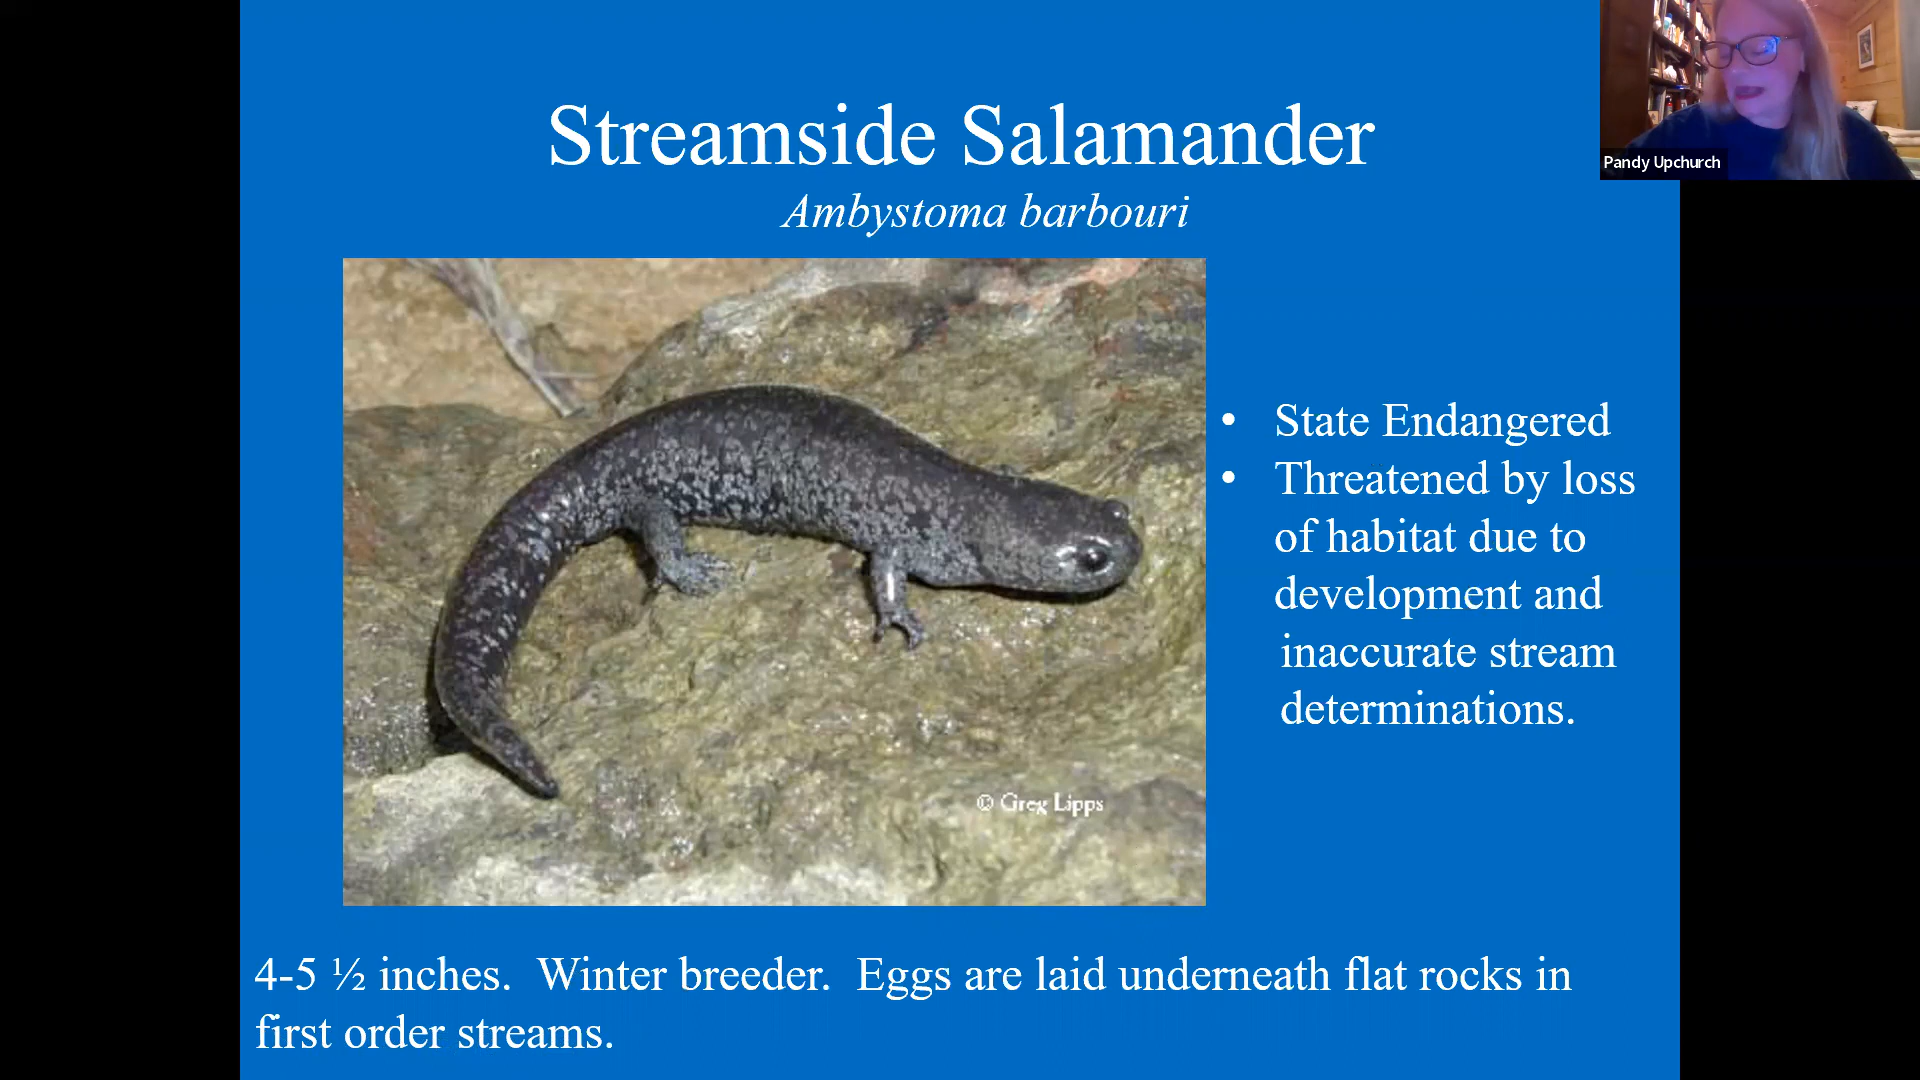 Streamside Salamander
Ambystoma barbouri
Pandy Upchurch
• State Endangered
• Threatened by loss
of habitat due to
development and
inaccurate stream
determinations.
© Greg Lipps
4-5 ½ inches. Winter breeder. Eggs are laid underneath flat rocks in
first order streams.